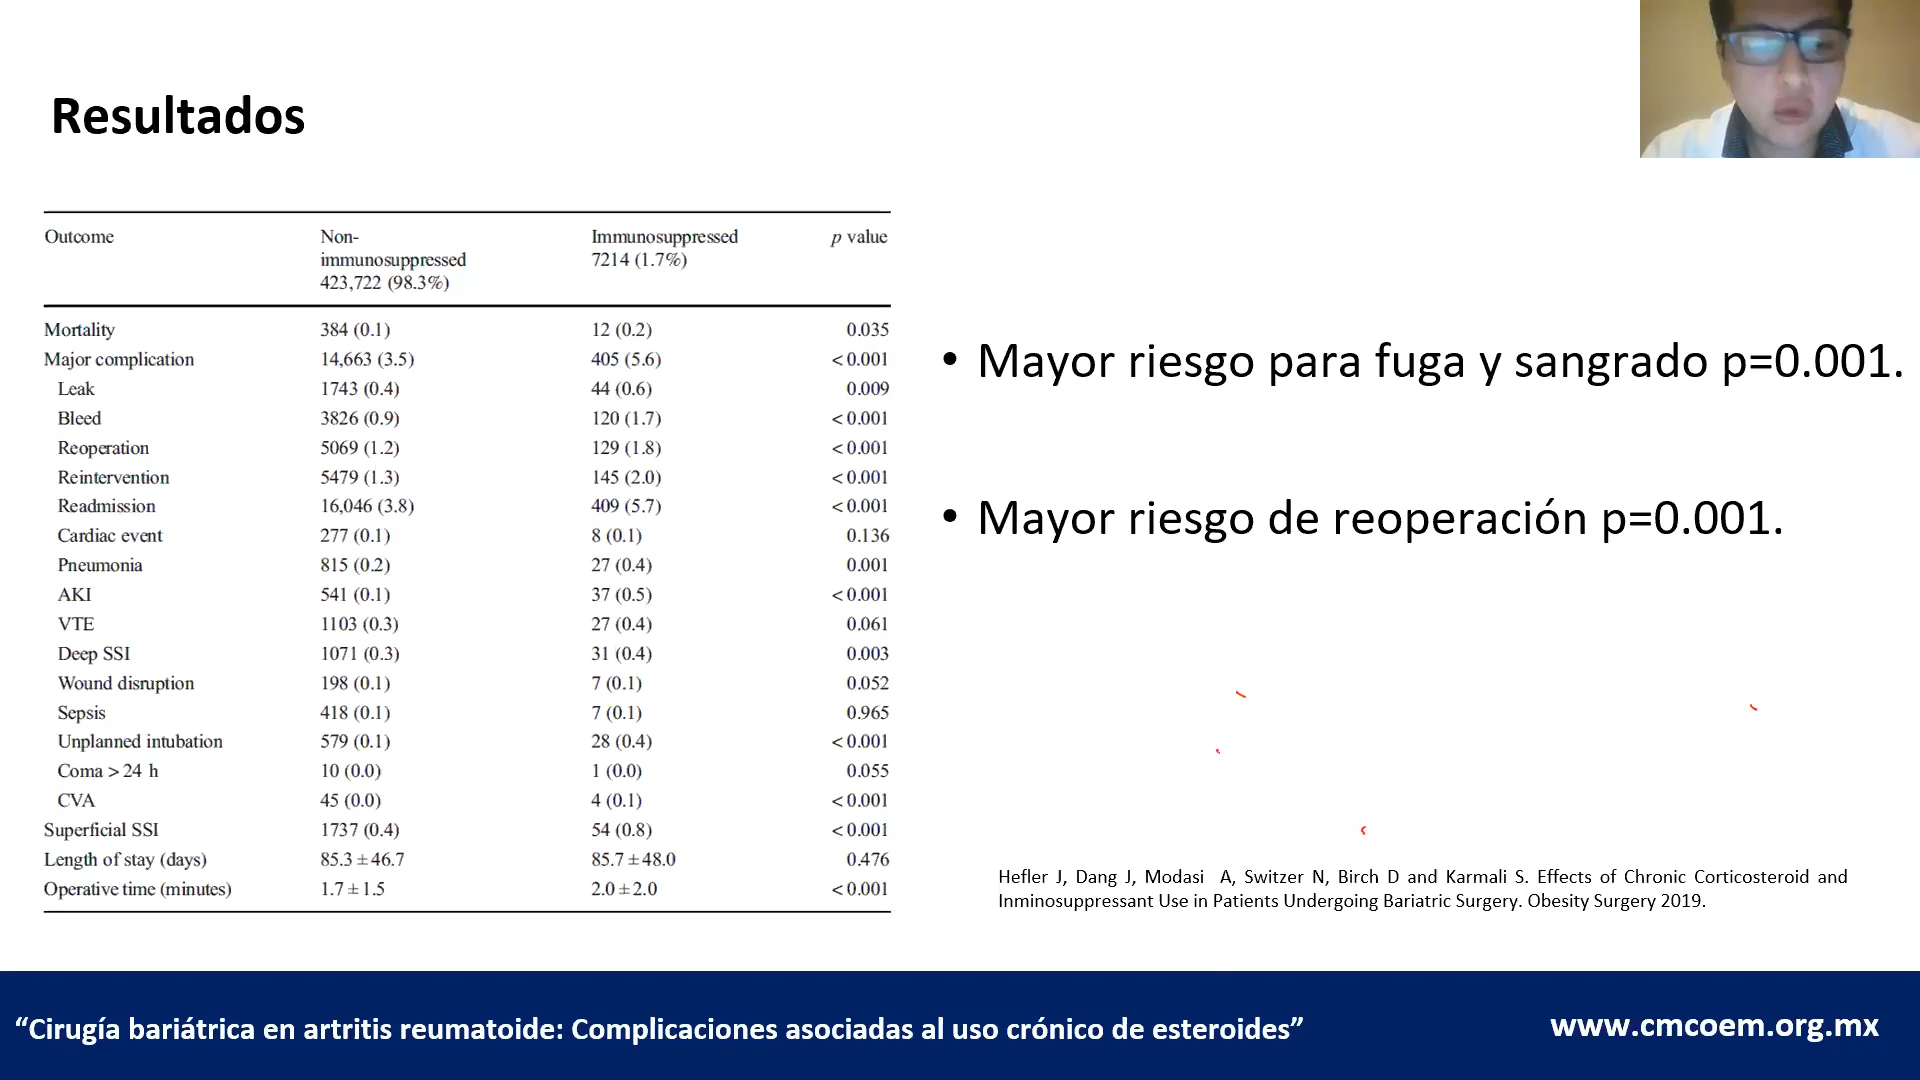 Resultados
Outcome Non-immunosuppressed 423,722 (98.3%) Immunosuppressed 7214 (1.7%) p value
Mortality 384 (0.1) 12 (0.2) 0.035
Major complication 14,663 (3.5) 405 (5.6) < 0.001
Leak 1743 (0.4) 44 (0.6) 0.009
Bleed 3826 (0.9) 120 (1.7) < 0.001
Reoperation 5069 (1.2) 129 (1.8) < 0.001
Reintervention 5479 (1.3) 145 (2.0) < 0.001
Readmission 16,046 (3.8) 409 (5.7) < 0.001
Cardiac event 277 (0.1) 8 (0.1) 0.136
Pneumonia 815 (0.2) 27 (0.4) 0.001
AKI 541 (0.1) 37 (0.5) < 0.001
VTE 1103 (0.3) 27 (0.4) 0.061
Deep SSI 1071 (0.3) 31 (0.4) 0.003
Wound disruption 198 (0.1) 7 (0.1) 0.052
Sepsis 418 (0.1) 7 (0.1) 0.965
Unplanned intubation 579 (0.1) 28 (0.4) < 0.001
Coma > 24 h 10 (0.0) 1 (0.0) 0.055
CVA 45 (0.0) 4 (0.1) < 0.001
Superficial SSI 1737 (0.4) 54 (0.8) < 0.001
Length of stay (days) 85.3 ± 46.7 85.7 ± 48.0 0.476
Operative time (minutes) 1.7 ± 1.5 2.0 ± 2.0 < 0.001
• Mayor riesgo para fuga y sangrado p=0.001.
• Mayor riesgo de reoperación p=0.001.
Hefler J, Dang J, Modasi A, Switzer N, Birch D and Karmali S. Effects of Chronic Corticosteroid and
Inminosuppressant Use in Patients Undergoing Bariatric Surgery. Obesity Surgery 2019.
“Cirugía bariátrica en artritis reumatoide: Complicaciones asociadas al uso crónico de esteroides”
www.cmcoem.org.mx